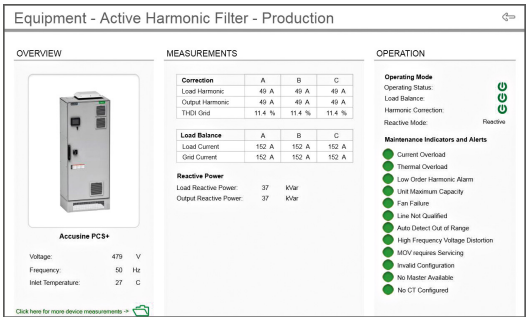 Equipment - Active Harmonic Filter - Production
OVERVIEW
Accusine PCS+
Voltage: 479 V
Frequency: 50 Hz
Inlet Temperature: 27 C
Click here for more device measurements ->
MEASUREMENTS
Correction A B C
Load Harmonic 49 A 49 A 49 A
Output Harmonic 49 A 49 A 49 A
THDI Grid 11.4 % 11.4 % 11.4 %
Load Balance A B C
Load Current 152 A 152 A 152 A
Grid Current 152 A 152 A 152 A
Reactive Power
Load Reactive Power: 37 kVar
Output Reactive Power: 37 kVar
OPERATION
Operating Mode
Operating Status:
Load Balance:
Harmonic Correction:
Reactive Mode: Reactive
Maintenance Indicators and Alerts
Current Overload
Thermal Overload
Low Order Harmonic Alarm
Unit Maximum Capacity
Fan Failure
Line Not Qualified
Auto Detect Out of Range
High Frequency Voltage Distortion
MOV requires Servicing
Invalid Configuration
No Master Available
No CT Configured